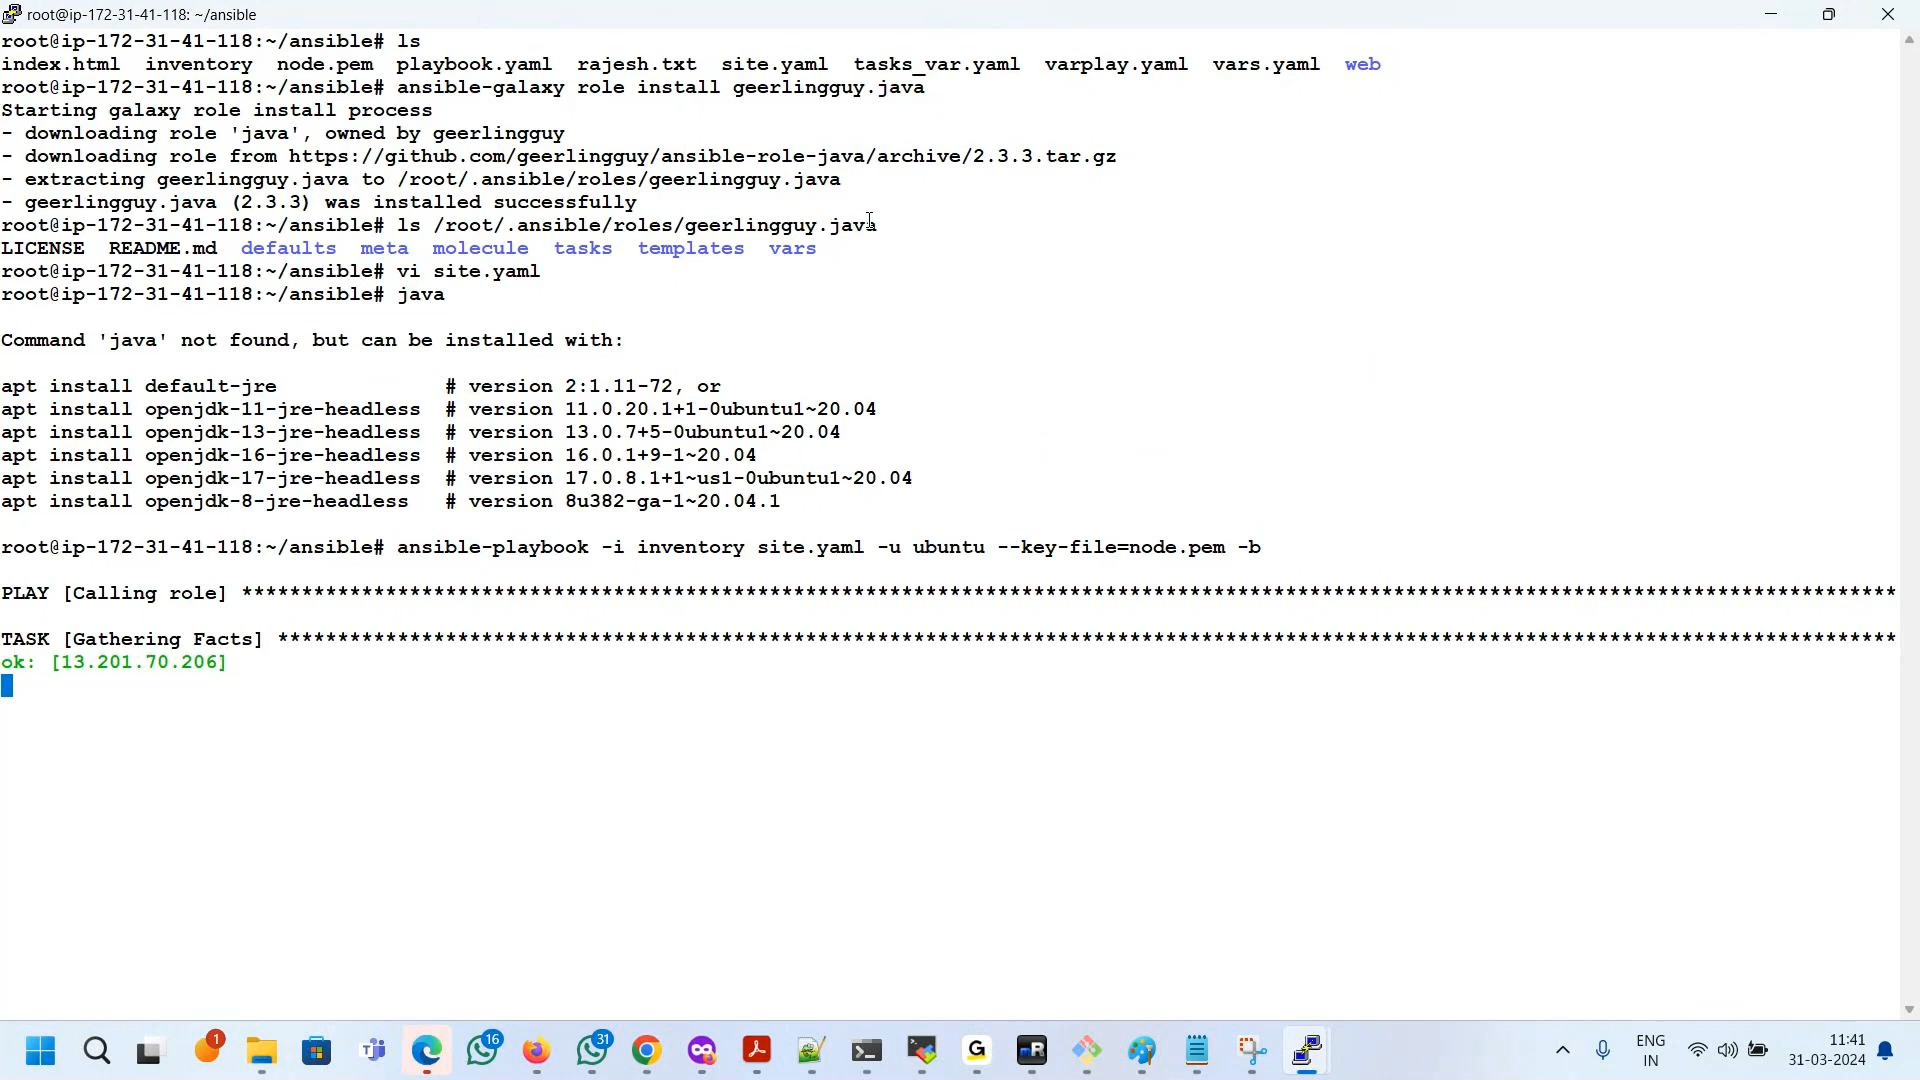 root@ip-172-31-41-118: ~/ansible
root@ip-172-31-41-118:~/ansible# ls
index.html  inventory  node.pem  playbook.yaml  rajesh.txt  site.yaml  tasks_var.yaml  varplay.yaml  vars.yaml  web
root@ip-172-31-41-118:~/ansible# ansible-galaxy role install geerlingguy.java
Starting galaxy role install process
- downloading role 'java', owned by geerlingguy
- downloading role from https://github.com/geerlingguy/ansible-role-java/archive/2.3.3.tar.gz
- extracting geerlingguy.java to /root/.ansible/roles/geerlingguy.java
- geerlingguy.java (2.3.3) was installed successfully
root@ip-172-31-41-118:~/ansible# ls /root/.ansible/roles/geerlingguy.java
LICENSE  README.md  defaults  meta  molecule  tasks  templates  vars
root@ip-172-31-41-118:~/ansible# vi site.yaml
root@ip-172-31-41-118:~/ansible# java
Command 'java' not found, but can be installed with:
apt install default-jre              # version 2:1.11-72, or
apt install openjdk-11-jre-headless  # version 11.0.20.1+1-0ubuntu1~20.04
apt install openjdk-13-jre-headless  # version 13.0.7+5-0ubuntu1~20.04
apt install openjdk-16-jre-headless  # version 16.0.1+9-1~20.04
apt install openjdk-17-jre-headless  # version 17.0.8.1+1~us1-0ubuntu1~20.04
apt install openjdk-8-jre-headless   # version 8u382-ga-1~20.04.1
root@ip-172-31-41-118:~/ansible# ansible-playbook -i inventory site.yaml -u ubuntu --key-file=node.pem -b
PLAY [Calling role] ******************************************************************************************************************************************
TASK [Gathering Facts] ***************************************************************************************************************************************
ok: [13.201.70.206]
1
16
31
G
R
ENG
IN
11:41
31-03-2024